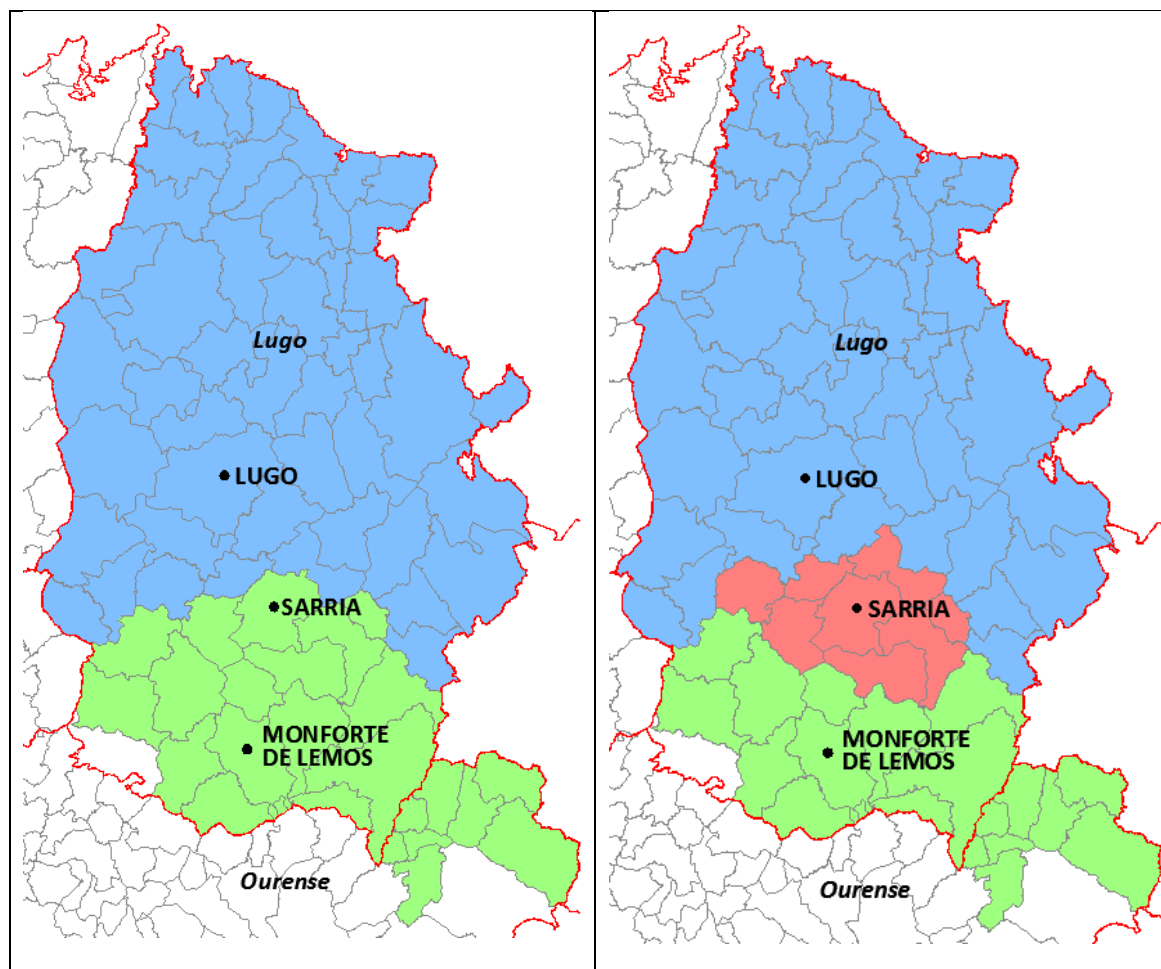 Lugo
LUGO
SARRIA
MONFORTE
DE LEMOS
Ourense
Lugo
LUGO
SARRIA
MONFORTE
DE LEMOS
Ourense